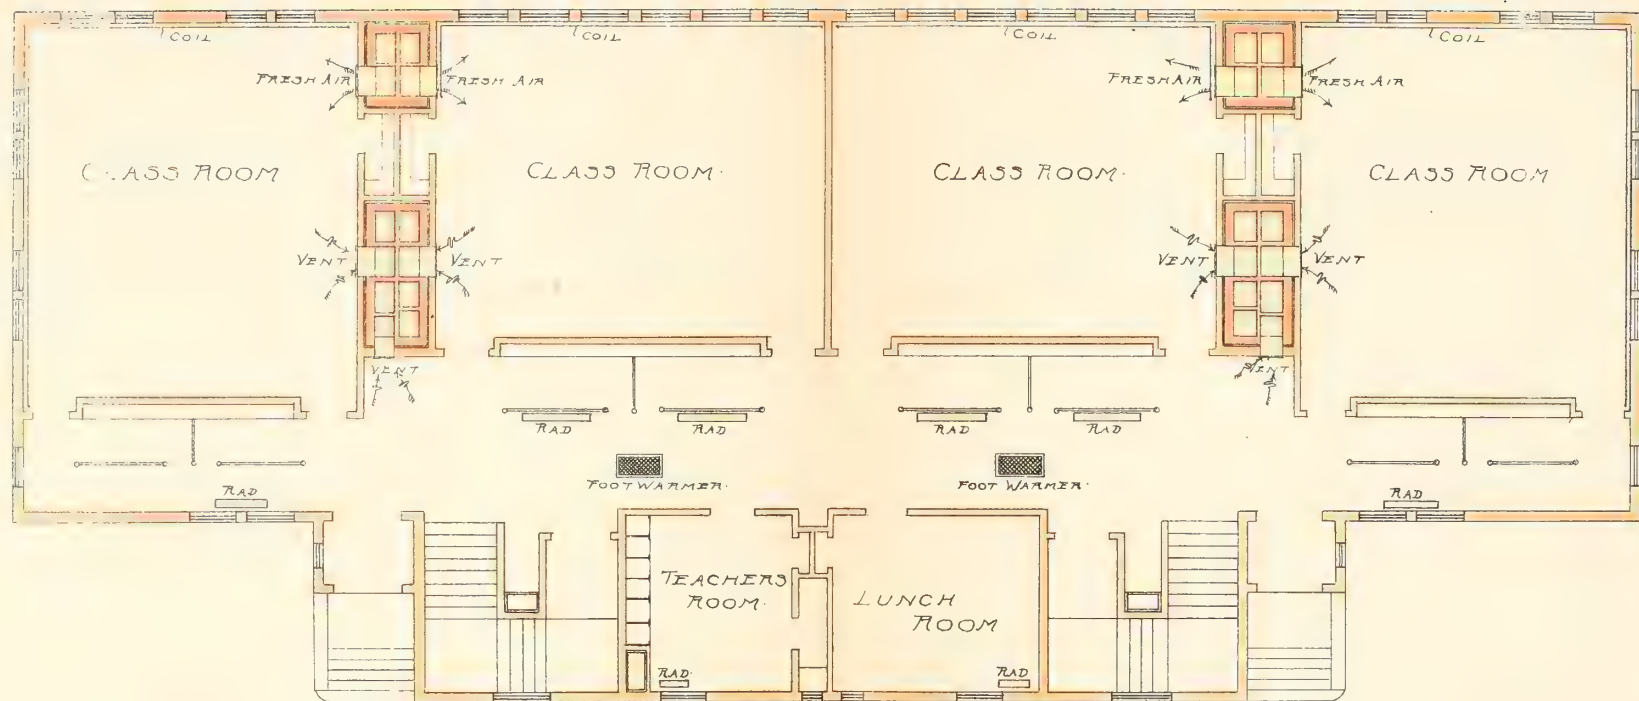 COIL
COIL
COIL
COIL
FRESH AIR
FRESH AIR
FRESH AIR
FRESH AIR
CLASS ROOM
CLASS ROOM.
CLASS ROOM.
CLASS ROOM
VENT
VENT
VENT
VENT
VENT
VENT
RAD
RAD
RAD
RAD
FOOT WARMER.
FOOT WARMER.
RAD
RAD
TEACHERS
ROOM.
LUNCH
ROOM
RAD.
RAD